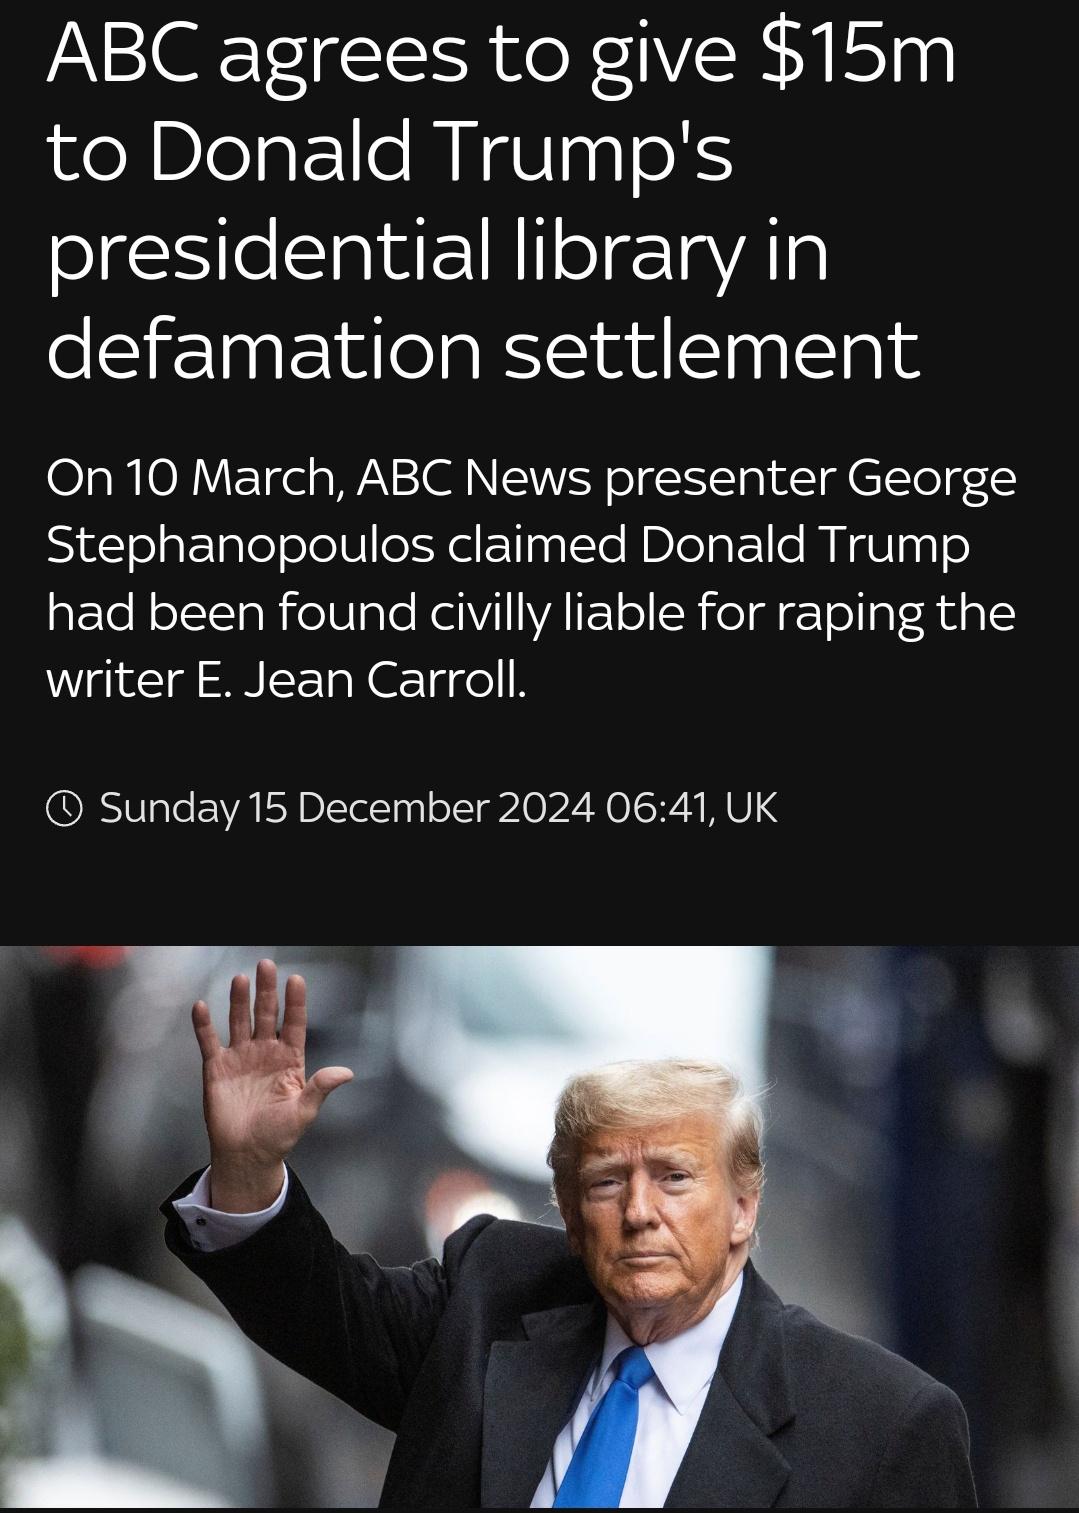 ABC agrees to give $15m
to Donald Trump's
presidential library in
defamation settlement
On 10 March, ABC News presenter George
Stephanopoulos claimed Donald Trump
had been found civilly liable for raping the
writer E. Jean Carroll.
Sunday 15 December 2024 06:41, UK